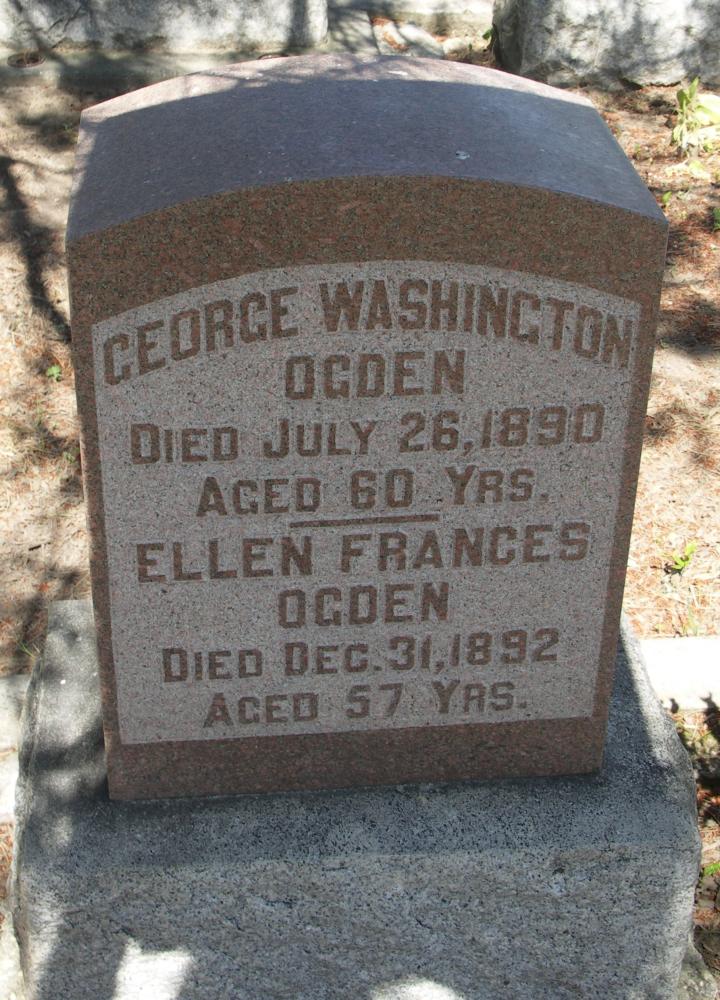 GEORGE WASHINGTON
OGDEN
DIED JULY 26, 1890
AGED 60 YRS.
ELLEN FRANCES
OGDEN
DIED DEC. 31, 1892
AGED 57 YRS.